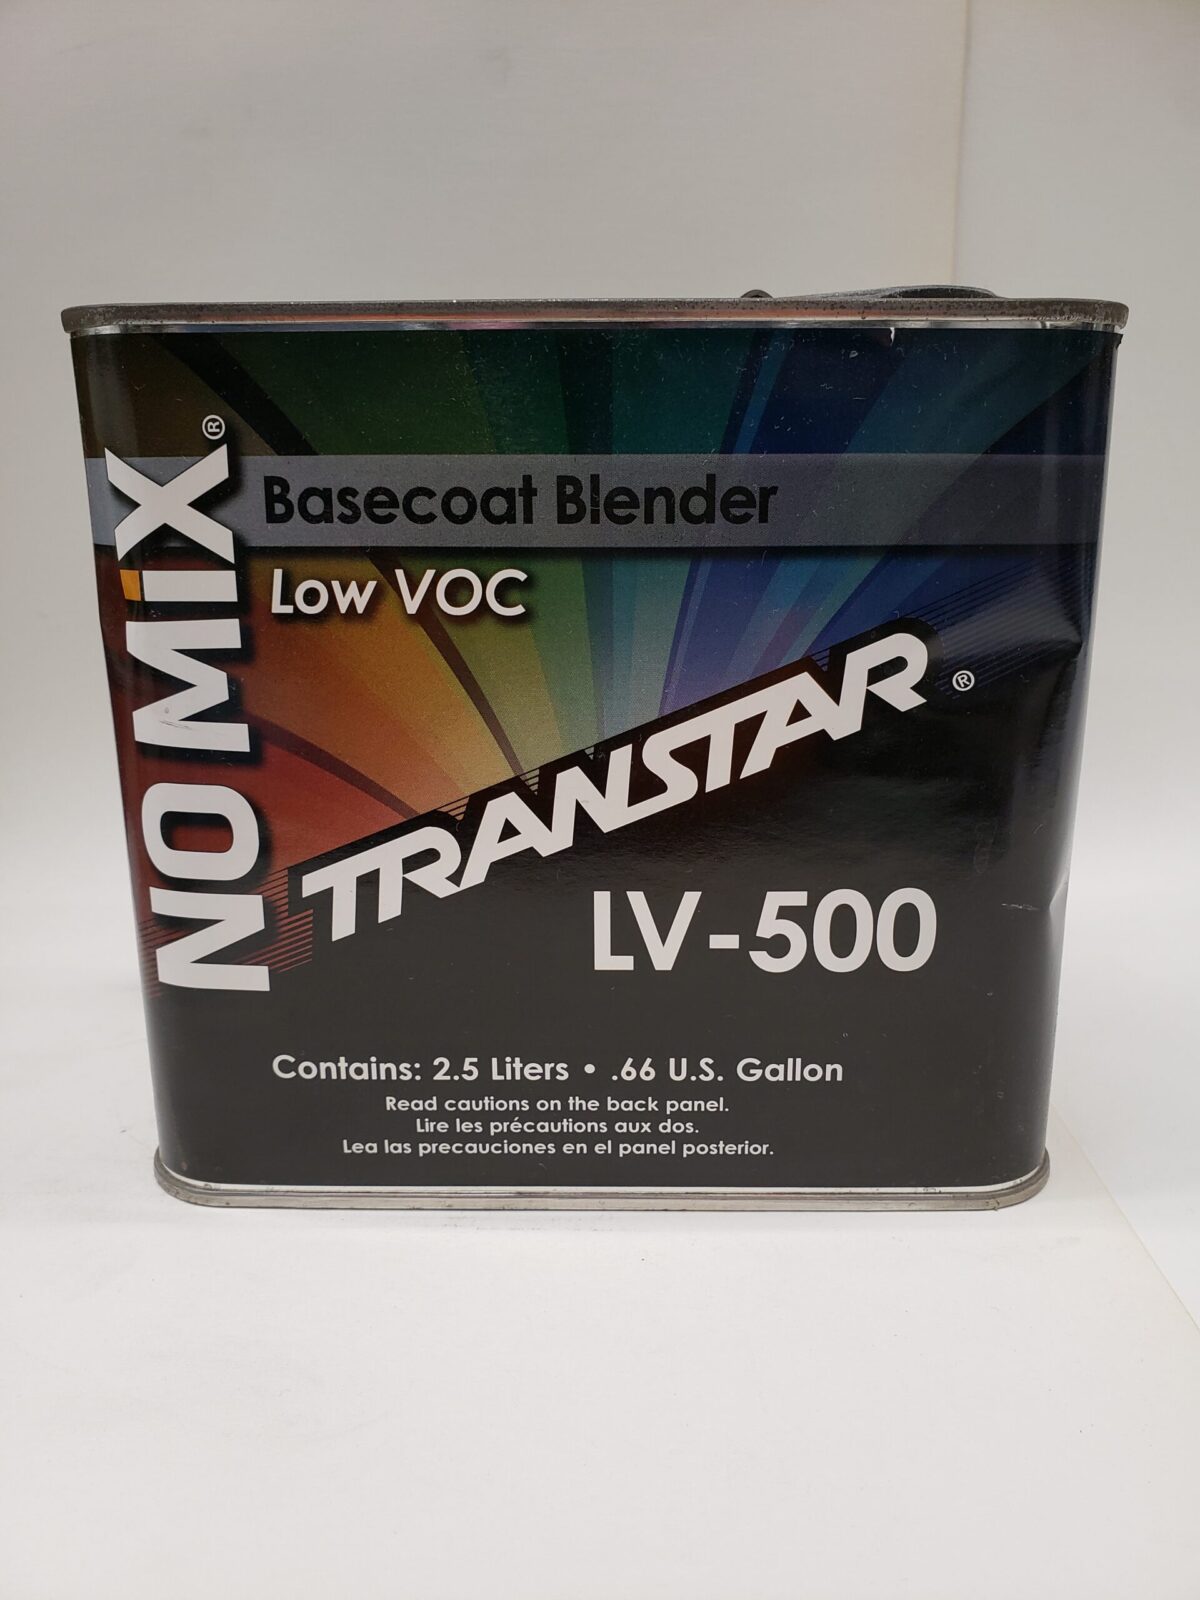 NO MiX®
Basecoat Blender
Low VOC
TRANSTAR®
LV-500
Contains: 2.5 Liters • .66 U.S. Gallon
Read cautions on the back panel.
Lire les précautions aux dos.
Lea las precauciones en el panel posterior.